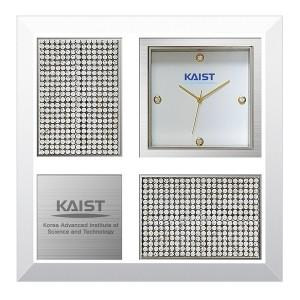 KAIST
KAIST
Korea Advanced Institute of
Science and Technology